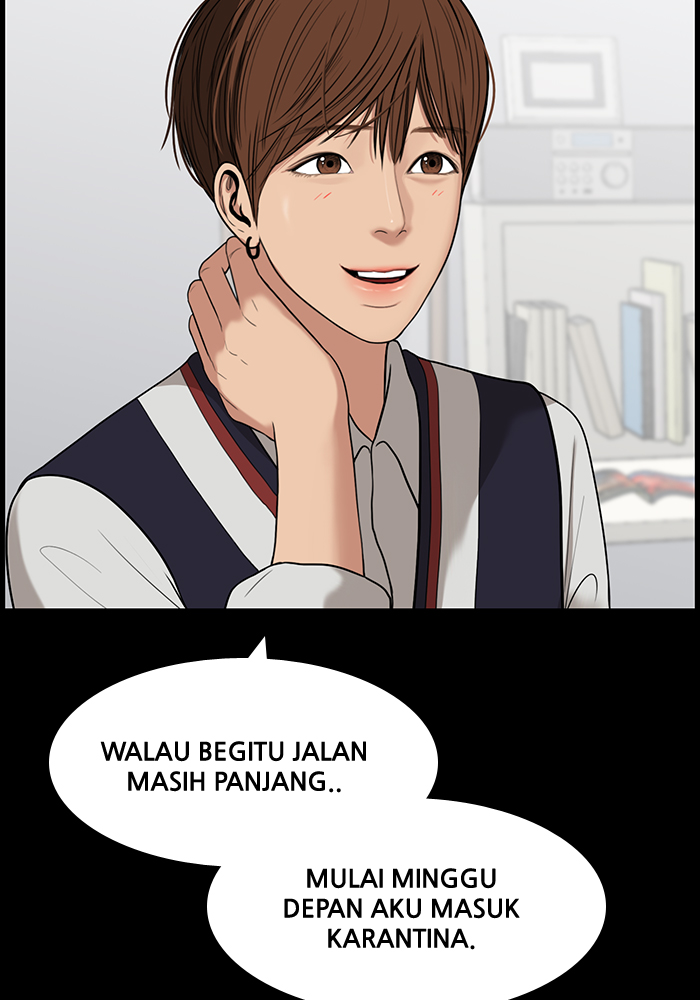 WALAU BEGITU JALAN
MASIH PANJANG..
MULAI MINGGU
DEPAN AKU MASUK
KARANTINA.